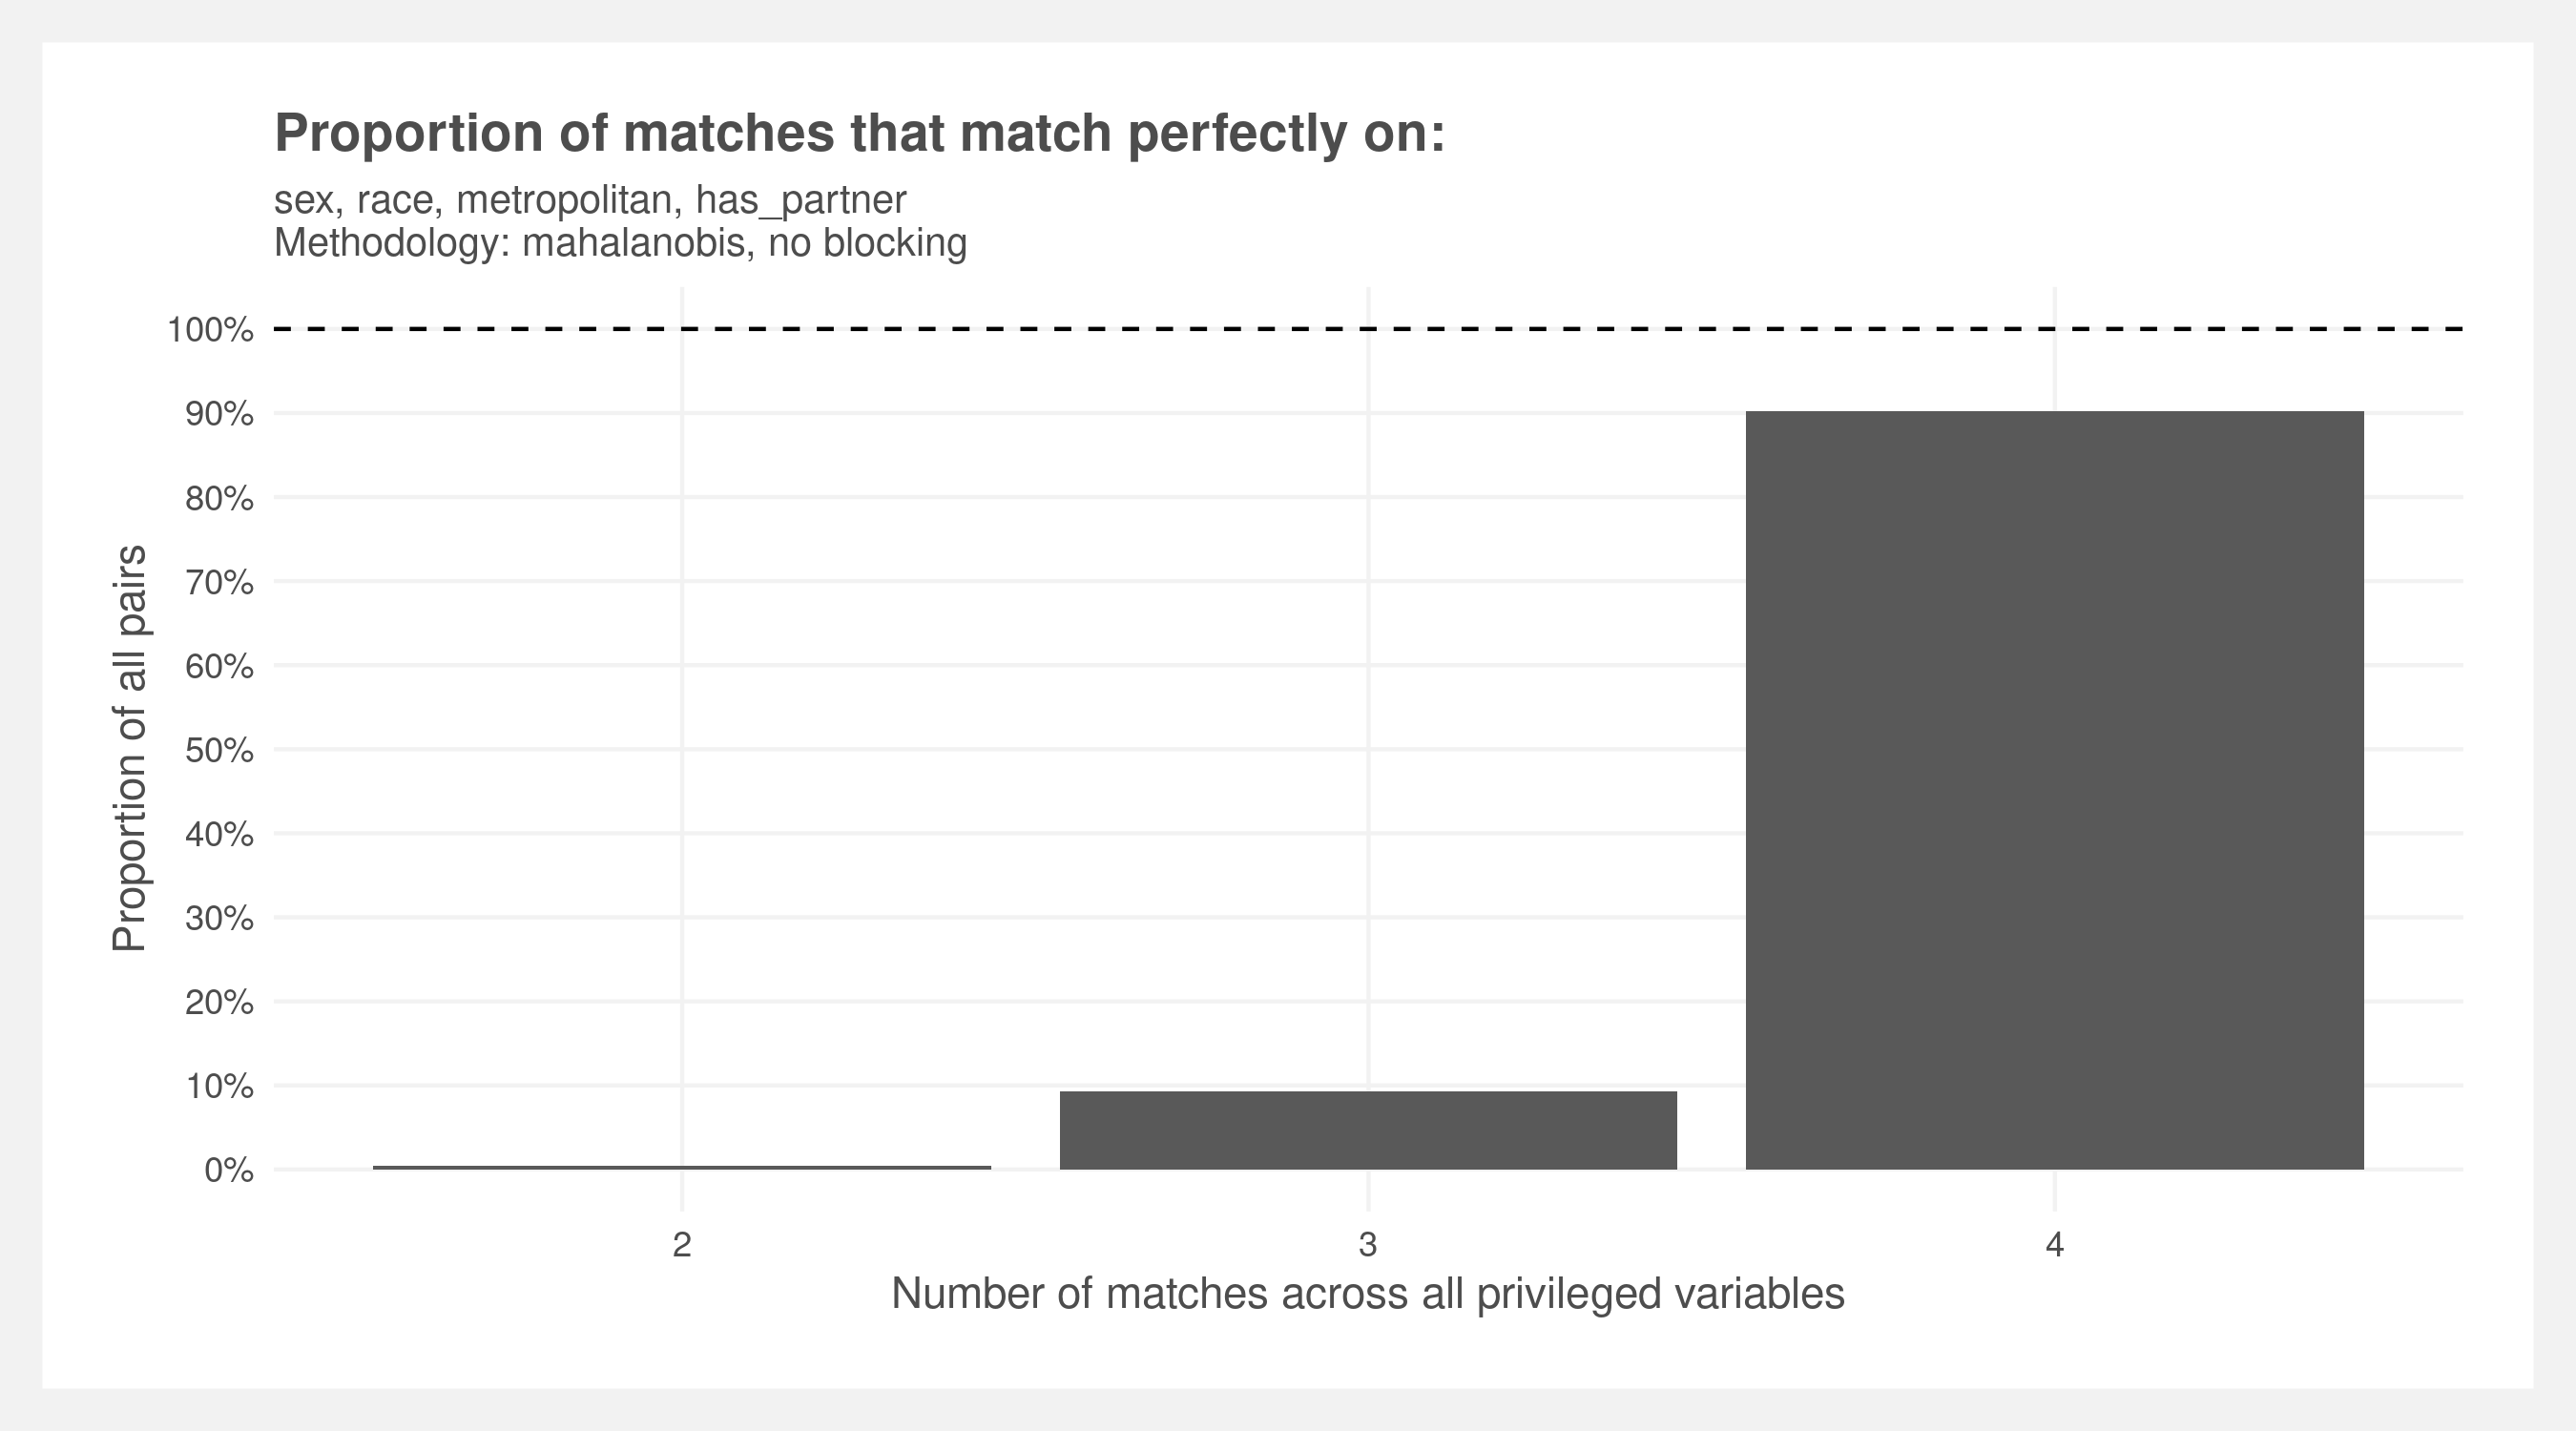 Proportion of matches that match perfectly on:
sex, race, metropolitan, has_partner
Methodology: mahalanobis, no blocking
Proportion of all pairs
100%
90%
80%
70%
60%
50%
40%
30%
20%
10%
0%
2
3
4
Number of matches across all privileged variables